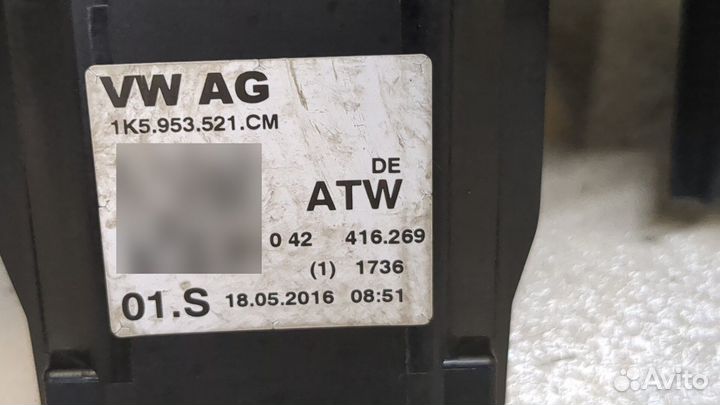 VW AG
1K5.953.521.CM
DE
ATW
0 42 416.269
(1) 1736
01.S 18.05.2016 08:51
Avito